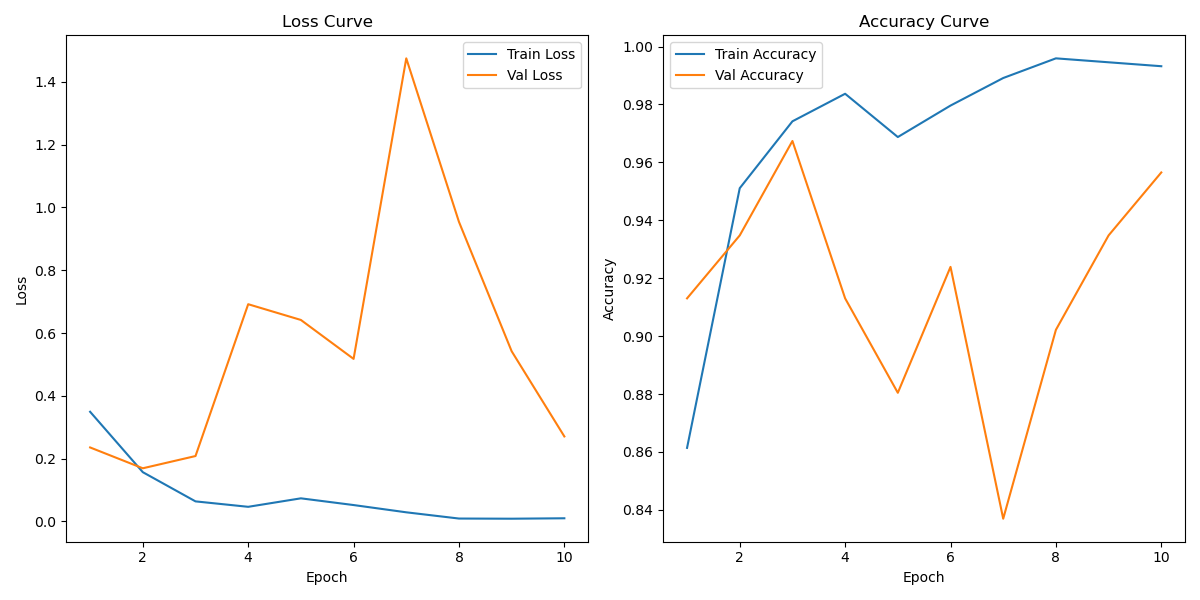 Loss Curve
Train Loss
Val Loss
1.4
1.2
1.0
0.8
0.6
0.4
0.2
0.0
Loss
2 4 6 8 10
Epoch
Accuracy Curve
Train Accuracy
Val Accuracy
1.00
0.98
0.96
0.94
0.92
0.90
0.88
0.86
0.84
Accuracy
2 4 6 8 10
Epoch